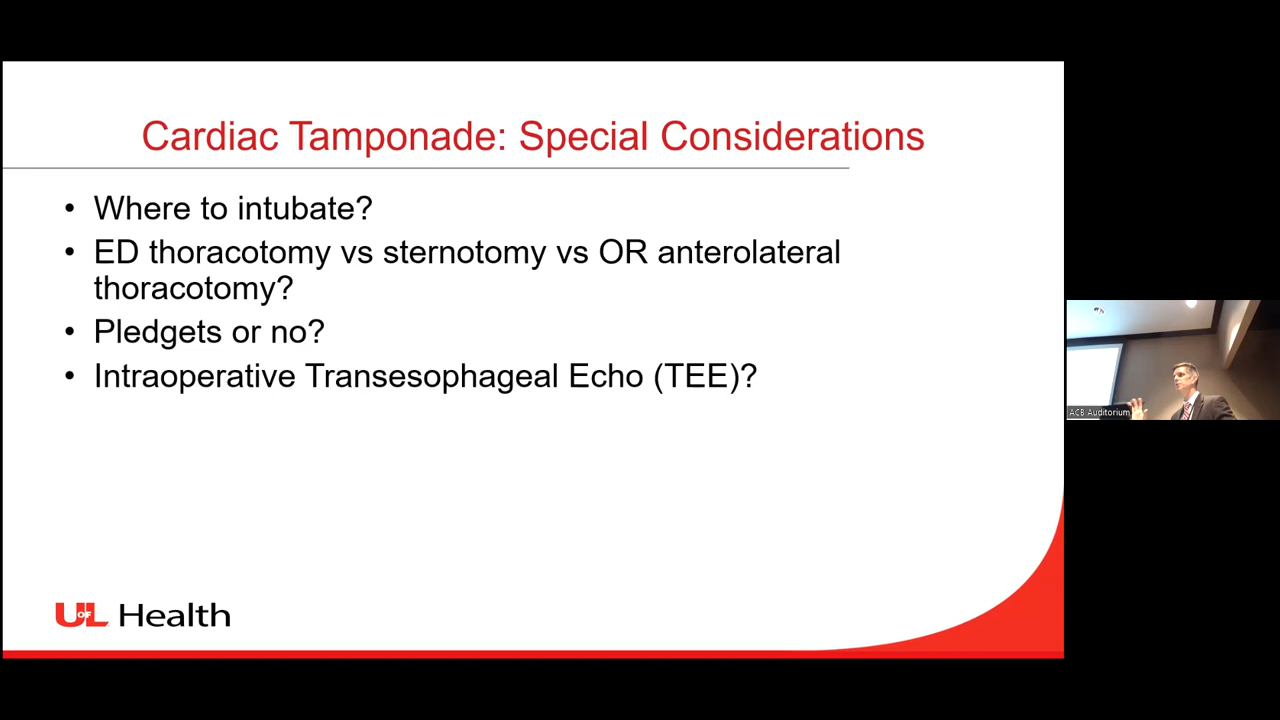 Cardiac Tamponade: Special Considerations
• Where to intubate?
• ED thoracotomy vs sternotomy vs OR anterolateral
thoracotomy?
• Pledgets or no?
• Intraoperative Transesophageal Echo (TEE)?
ACB Auditorium
UofL Health